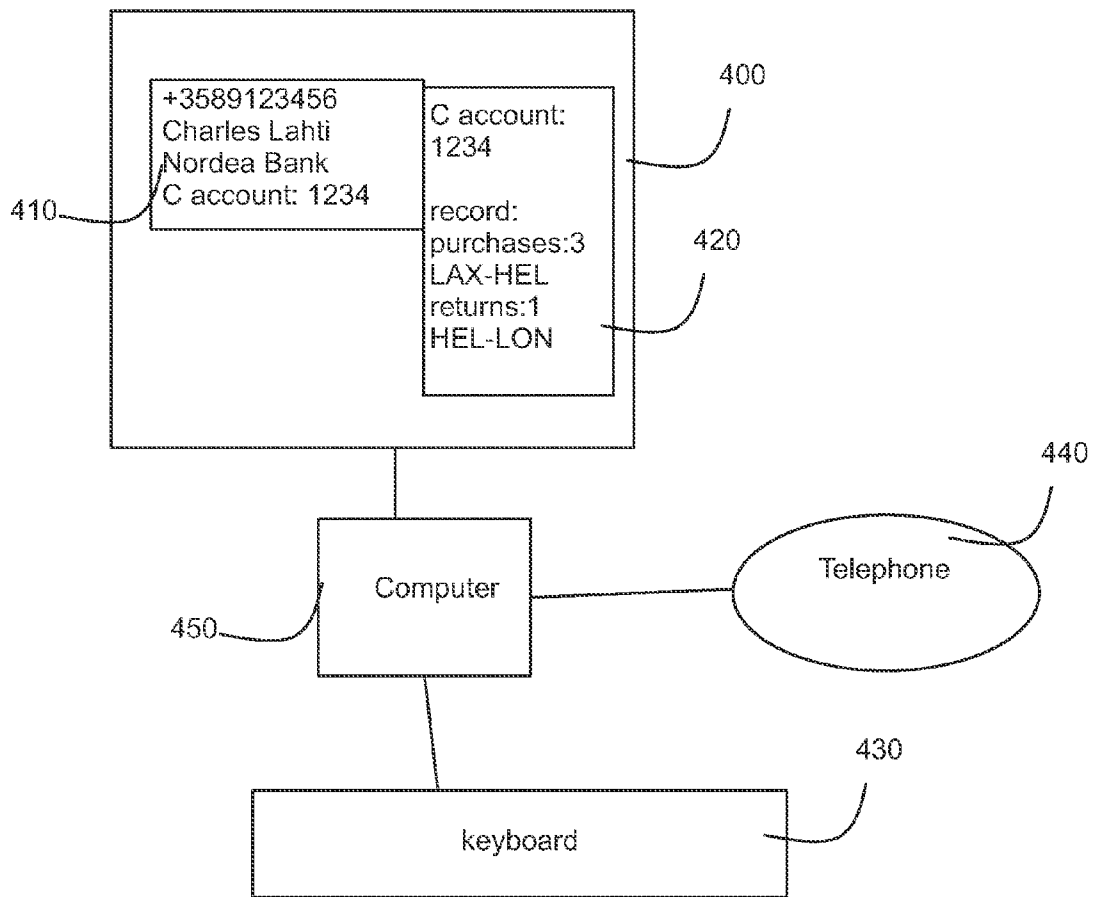 400
+3589123456
Charles Lahti
Nordea Bank
C account: 1234
410
C account:
1234
record:
purchases:3
LAX-HEL
returns:1
HEL-LON
420
440
Telephone
Computer
450
430
keyboard